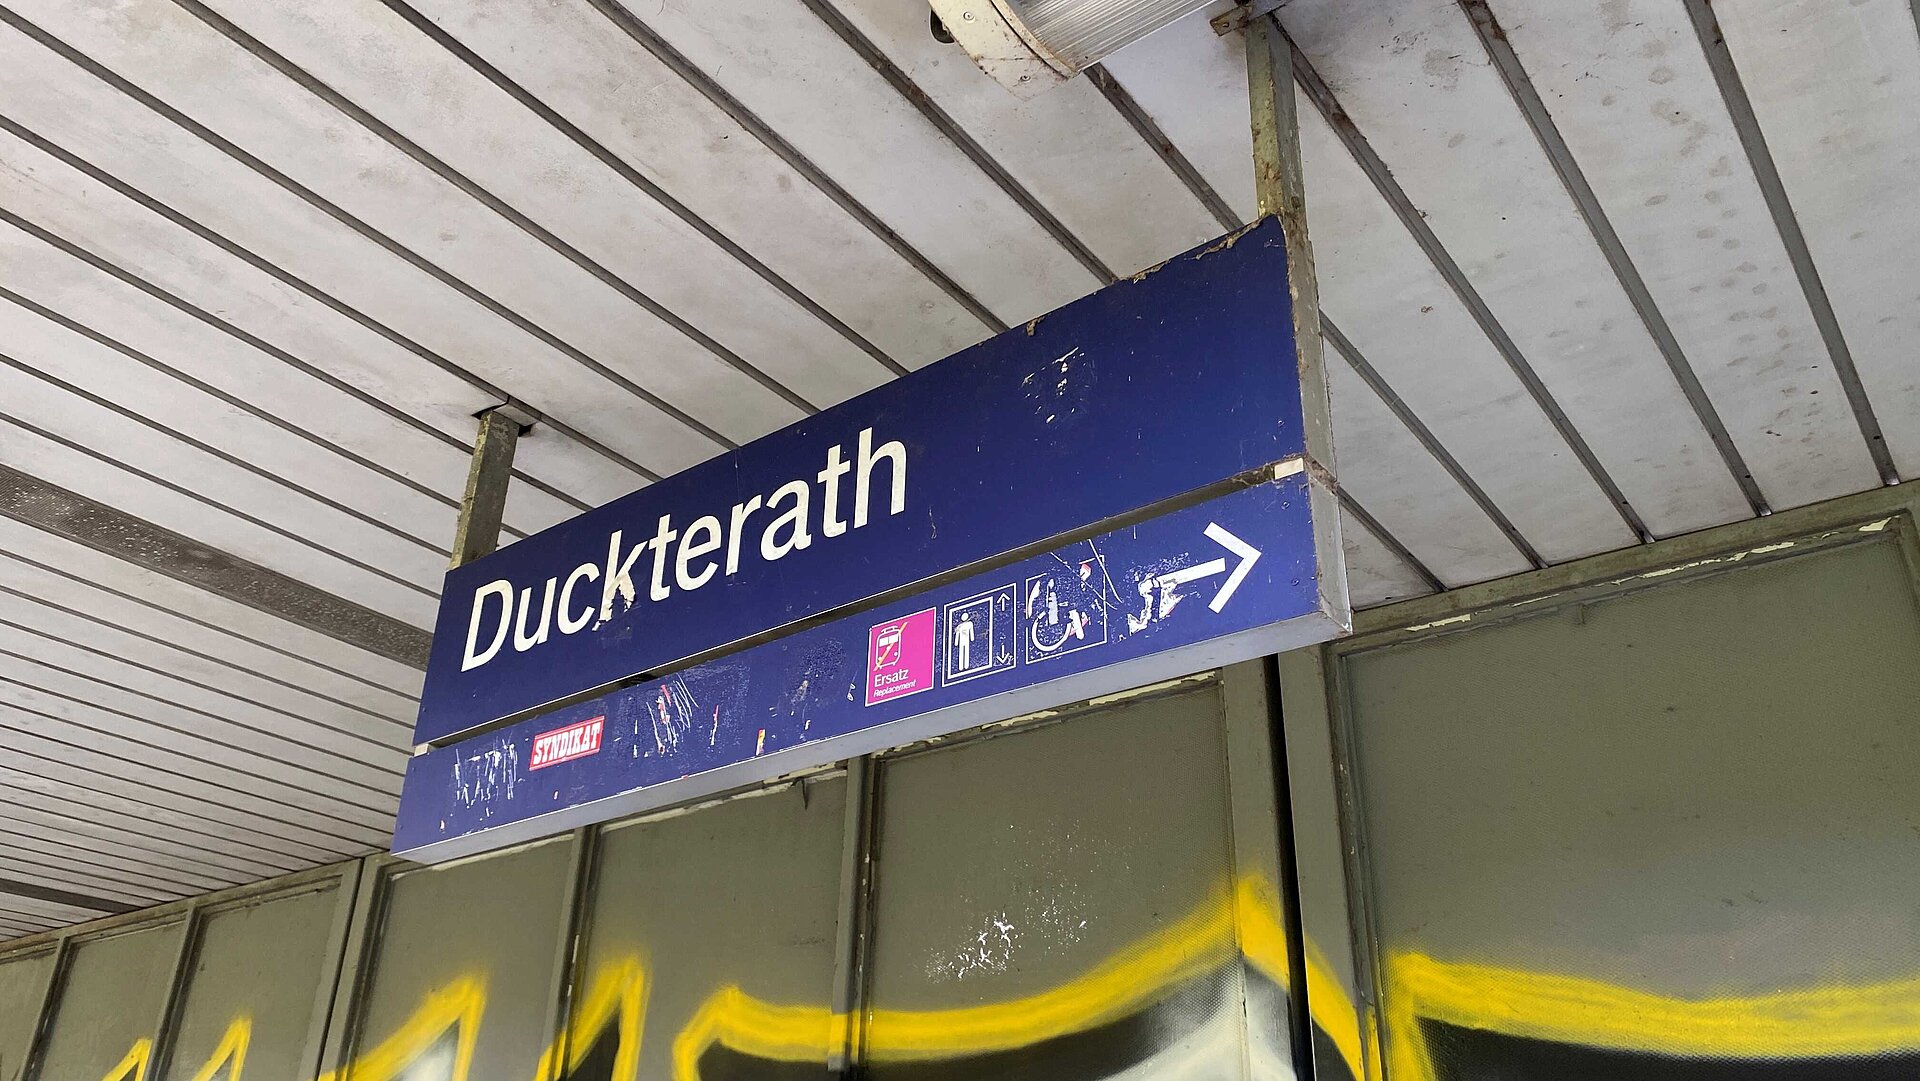 Duckterath
Ersatz
Replacement
SYNDIKAT